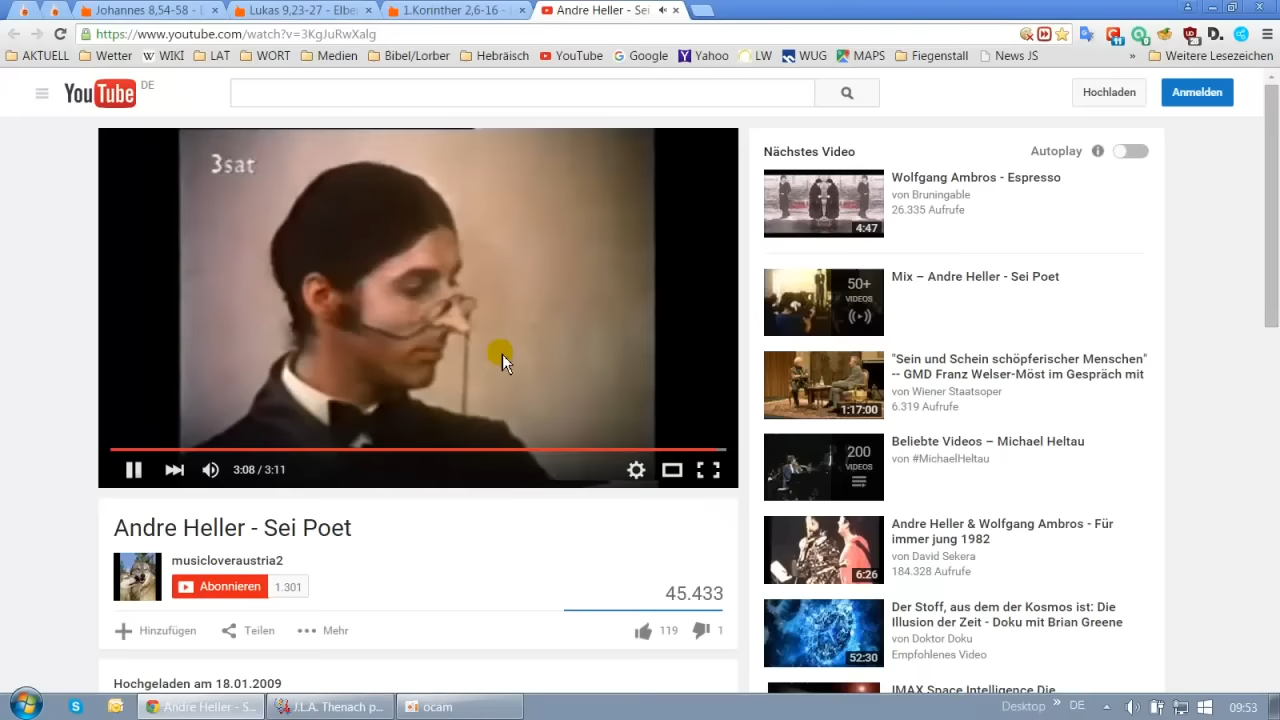 Johannes 8,54-58 -
Lukas 9,23-27 - Elber
1.Korinther 2,6-16 -
Andre Heller - Sei
https://www.youtube.com/watch?v=3KgJuRwXalg
AKTUELL Wetter WIKI LAT WORT Medien Bibel/Lorber Hebräisch YouTube Google Yahoo LW WUG MAPS Fiegenstall News JS » Weitere Lesezeichen
YouTube DE
Hochladen
Anmelden
3sat
3:08 / 3:11
Andre Heller - Sei Poet
musicloveraustria2
Abonnieren 1.301
45.433
Hinzufügen Teilen Mehr 119 1
Hochgeladen am 18.01.2009
Nächstes Video
Autoplay
Wolfgang Ambros - Espresso
von Bruningable
26.335 Aufrufe
4:47
Mix – Andre Heller - Sei Poet
50+
VIDEOS
"Sein und Schein schöpferischer Menschen"
-- GMD Franz Welser-Möst im Gespräch mit
von Wiener Staatsoper
6.319 Aufrufe
1:17:00
Beliebte Videos – Michael Heltau
von #MichaelHeltau
200
VIDEOS
Andre Heller & Wolfgang Ambros - Für
immer jung 1982
von David Sekera
184.328 Aufrufe
6:26
Der Stoff, aus dem der Kosmos ist: Die
Illusion der Zeit - Doku mit Brian Greene
von Doktor Doku
Empfohlenes Video
52:30
IMAX Space Intelligence Die
Andre Heller - S...
J.L.A. Thenach p...
ocam
Desktop » DE
09:53